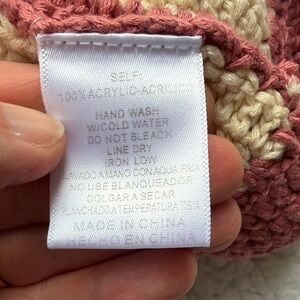 SELF:
100% ACRYLIC-ACRILICO
HAND WASH
W/COLD WATER
DO NOT BLEACH
LINE DRY
IRON LOW
LAVADO A MANO CON AQUA FRIA
NO USE BLANQUEADOR
COLGAR A SECAR
PLANCHADO A TEMPERATURA TIBIA
MADE IN CHINA
HECHO EN CHINA